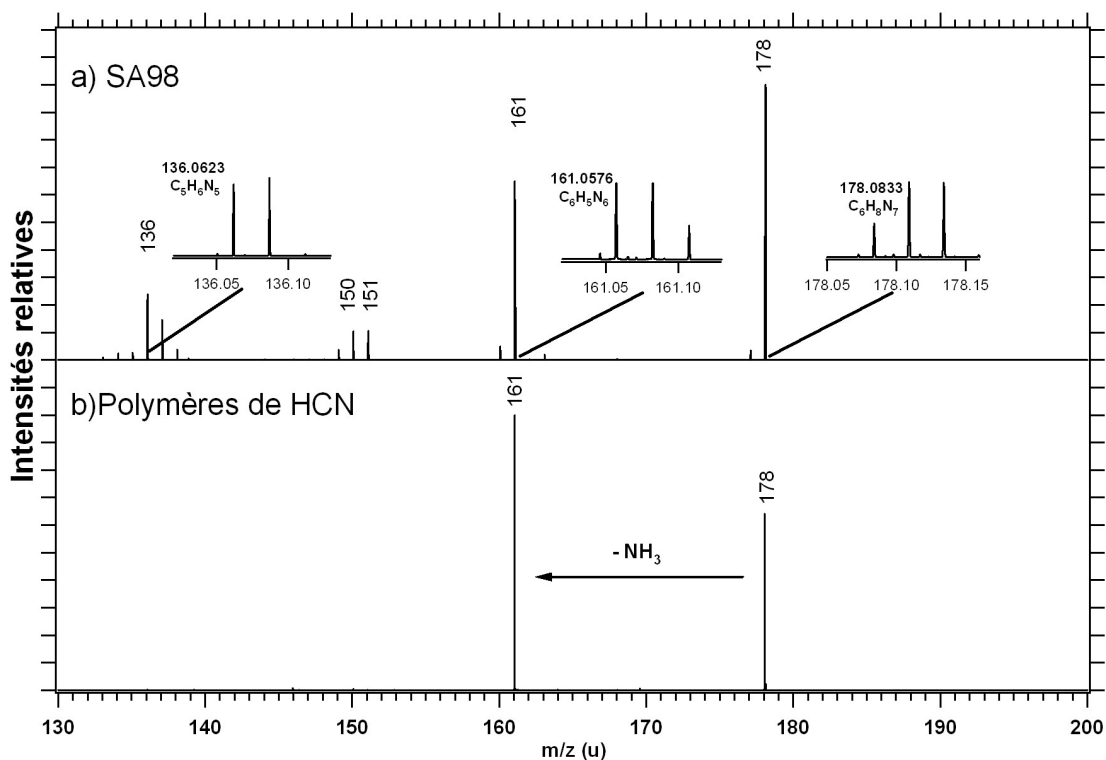 a) SA98
178
161
136.0623
C₅H₆N₅
136
136.05 136.10
150 151
161.0576
C₆H₅N₆
161.05 161.10
178.0833
C₆H₈N₇
178.05 178.10 178.15
Intensités relatives
b)Polymères de HCN
161
178
- NH₃
130 140 150 160 170 180 190 200
m/z (u)